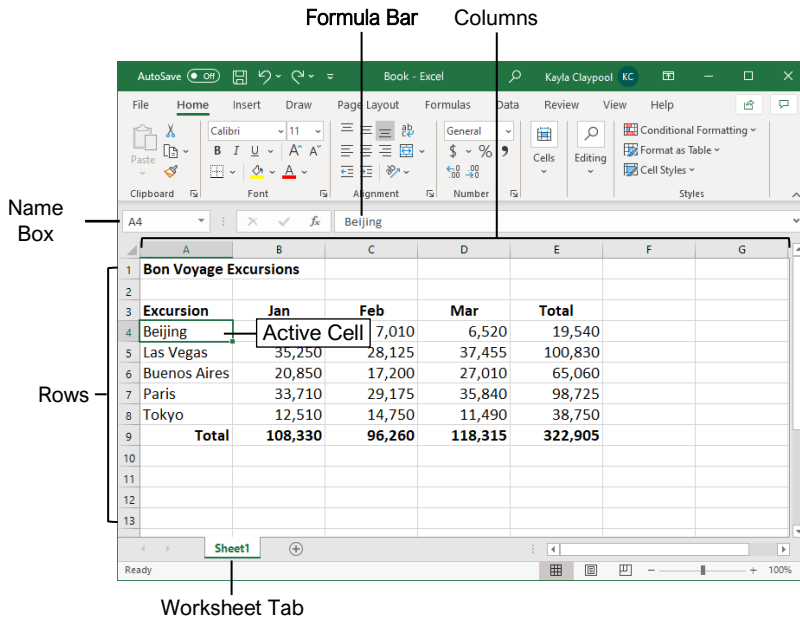 Formula Bar Columns
AutoSave Off Book - Excel Kayla Claypool KC
File Home Insert Draw Page Layout Formulas Data Review View Help
Calibri 11 General Conditional Formatting
Paste B I U A A $ % 9 Cells Editing Format as Table
Cell Styles
Clipboard Font Alignment Number Styles
Name
Box
A4 fx Beijing
A B C D E F G
1 Bon Voyage Excursions
2
3 Excursion Jan Feb Mar Total
4 Beijing Active Cell 7,010 6,520 19,540
5 Las Vegas 35,250 28,125 37,455 100,830
6 Buenos Aires 20,850 17,200 27,010 65,060
Rows
7 Paris 33,710 29,175 35,840 98,725
8 Tokyo 12,510 14,750 11,490 38,750
9 Total 108,330 96,260 118,315 322,905
10
11
12
13
Sheet1
Ready 100%
Worksheet Tab